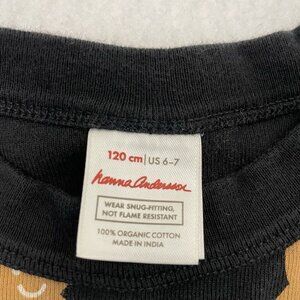 120 cm | US 6-7
hanna andersson
WEAR SNUG-FITTING,
NOT FLAME RESISTANT
100% ORGANIC COTTON
MADE IN INDIA